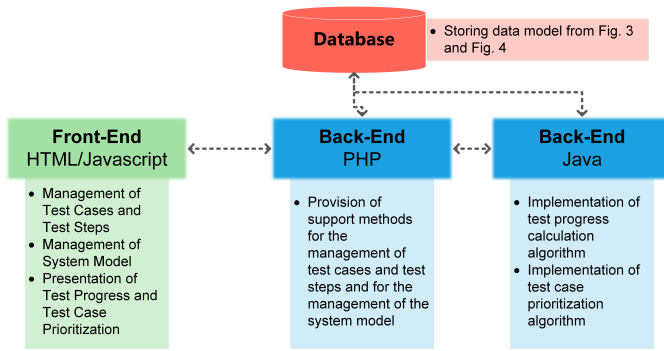 Database
• Storing data model from Fig. 3
and Fig. 4
Front-End
HTML/Javascript
• Management of
Test Cases and
Test Steps
• Management of
System Model
• Presentation of
Test Progress and
Test Case
Prioritization
Back-End
PHP
• Provision of
support methods
for the
management of
test cases and test
steps and for the
management of the
system model
Back-End
Java
• Implementation of
test progress
calculation
algorithm
• Implementation of
test case
prioritization
algorithm